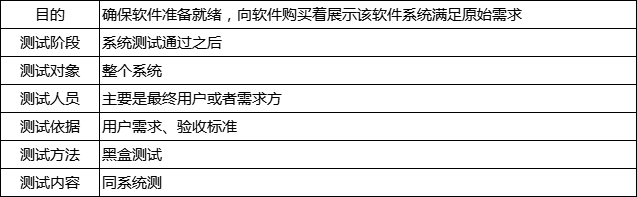 目的 确保软件准备就绪，向软件购买着展示该软件系统满足原始需求
测试阶段 系统测试通过之后
测试对象 整个系统
测试人员 主要是最终用户或者需求方
测试依据 用户需求、验收标准
测试方法 黑盒测试
测试内容 同系统测